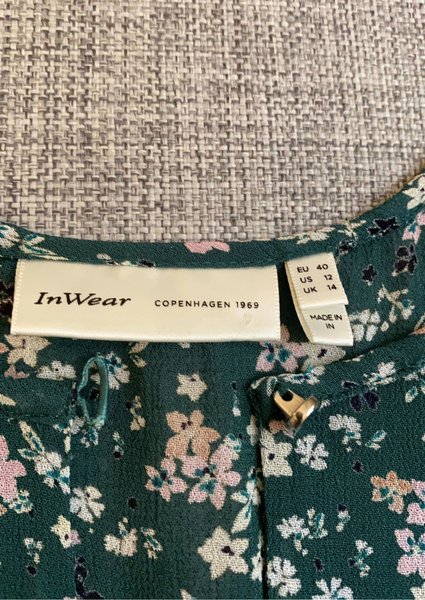 InWear COPENHAGEN 1969
EU 40
US 12
UK 14
MADE IN
IN